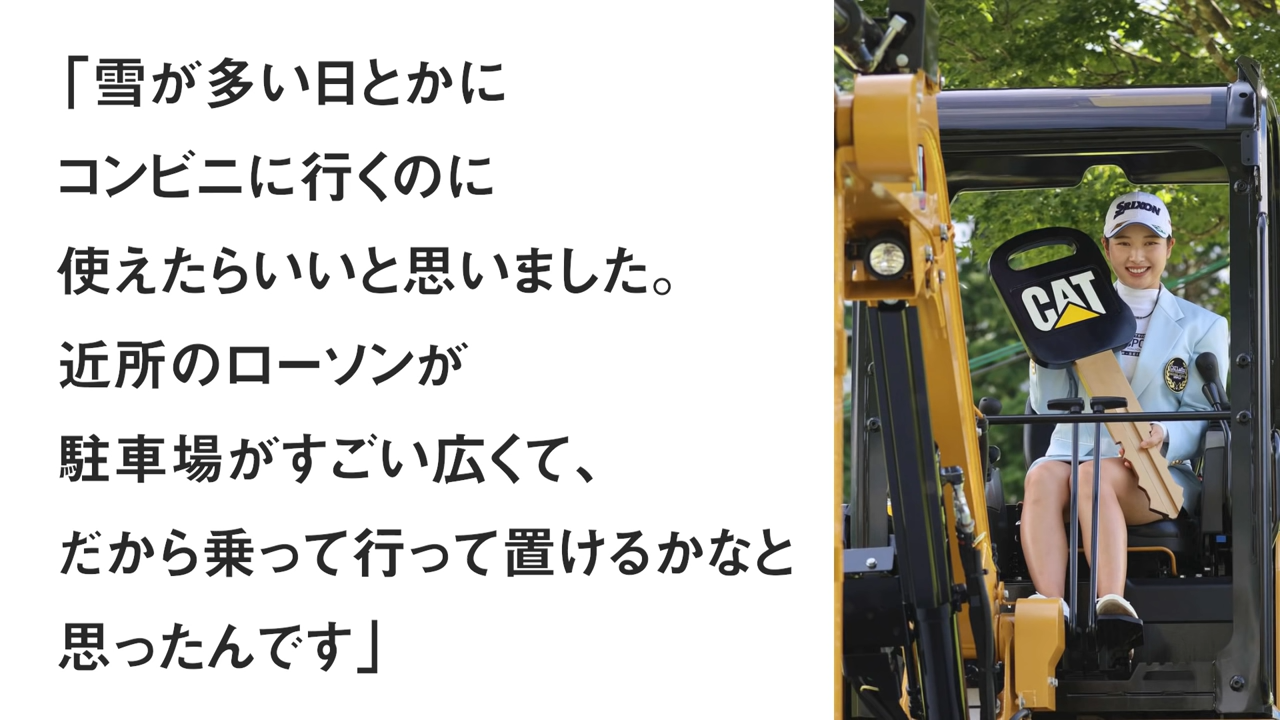 「雪が多い日とかに
コンビニに行くのに
使えたらいいと思いました。
近所のローソンが
駐車場がすごい広くて、
だから乗って行って置けるかなと
思ったんです」
SRIXON
CAT